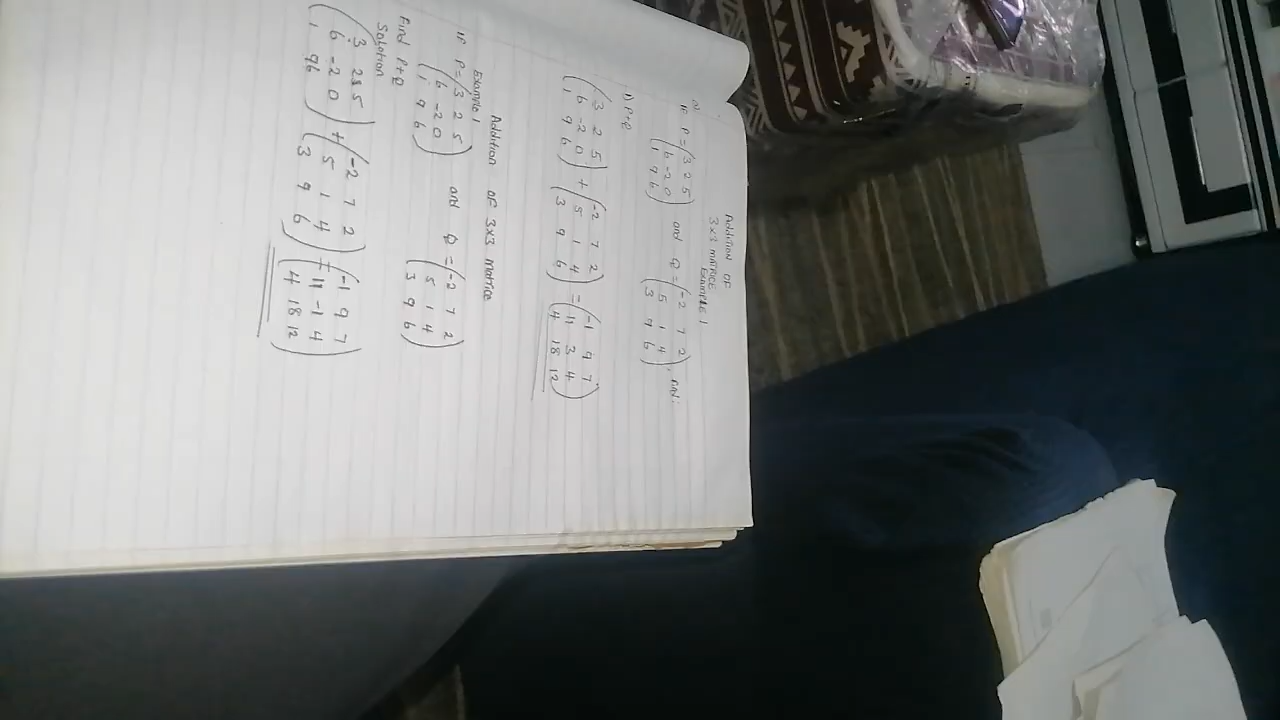 a)
Addition OF
3x3 MATRICE
Example 1
IF P = (3 2 5
6 -2 0
1 9 6) and Q = (-2 7 2
5 1 4
3 9 6), find:
1) P+Q
(3 2 5
6 -2 0
1 9 6) + (-2 7 2
5 1 4
3 9 6) = (-1 9 7
11 3 4
4 18 12)
Addition OF 3x3 Matrice
Example 1
IF P = (3 2 5
6 -2 0
1 9 6) and Q = (-2 7 2
5 1 4
3 9 6)
Find P+Q
Solution
(3 2 5
6 -2 0
1 9 6) + (-2 7 2
5 1 4
3 9 6) = (-1 9 7
11 -1 4
4 18 12)